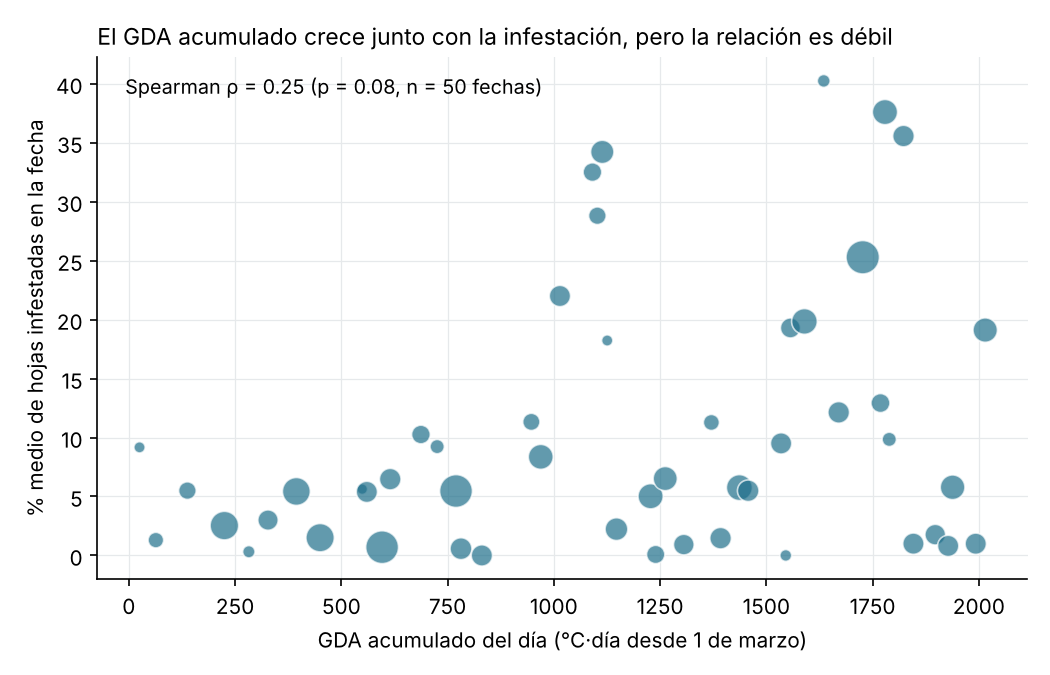 El GDA acumulado crece junto con la infestación, pero la relación es débil
Spearman ρ = 0.25 (p = 0.08, n = 50 fechas)
% medio de hojas infestadas en la fecha
40
35
30
25
20
15
10
5
0
0 250 500 750 1000 1250 1500 1750 2000
GDA acumulado del día (°C·día desde 1 de marzo)